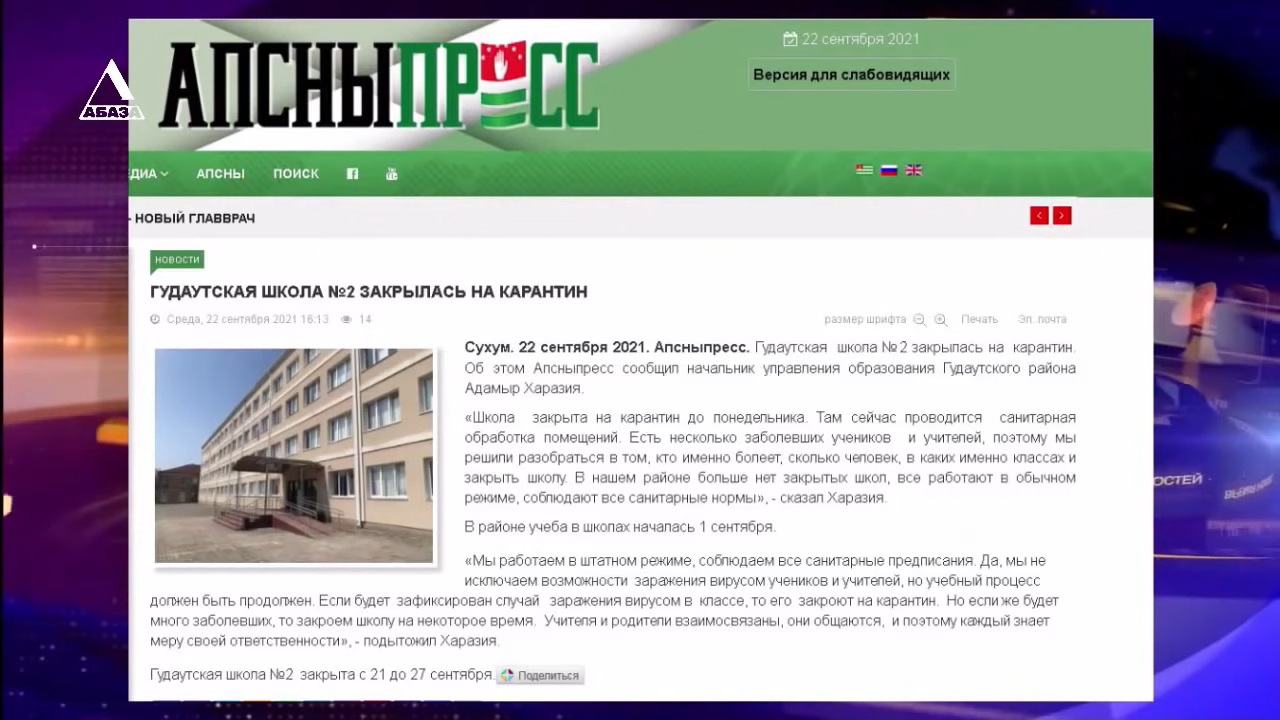 АПСНЫПРЕСС
22 сентября 2021
Версия для слабовидящих
АБАЗА
ДИА
АПСНЫ
ПОИСК
- НОВЫЙ ГЛАВВРАЧ
НОВОСТИ
ГУДАУТСКАЯ ШКОЛА №2 ЗАКРЫЛАСЬ НА КАРАНТИН
Среда, 22 сентября 2021 16:13 14
размер шрифта Печать Эл. почта
Сухум. 22 сентября 2021. Апсныпресс. Гудаутская школа №2 закрылась на карантин.
Об этом Апсныпресс сообщил начальник управления образования Гудаутского района
Адамыр Харазия.
«Школа закрыта на карантин до понедельника. Там сейчас проводится санитарная
обработка помещений. Есть несколько заболевших учеников и учителей, поэтому мы
решили разобраться в том, кто именно болеет, сколько человек, в каких именно классах и
закрыть школу. В нашем районе больше нет закрытых школ, все работают в обычном
режиме, соблюдают все санитарные нормы», - сказал Харазия.
В районе учеба в школах началась 1 сентября.
«Мы работаем в штатном режиме, соблюдаем все санитарные предписания. Да, мы не
исключаем возможности заражения вирусом учеников и учителей, но учебный процесс
должен быть продолжен. Если будет зафиксирован случай заражения вирусом в классе, то его закроют на карантин. Но если же будет
много заболевших, то закроем школу на некоторое время. Учителя и родители взаимосвязаны, они общаются, и поэтому каждый знает
меру своей ответственности», - подытожил Харазия.
Гудаутская школа №2 закрыта с 21 до 27 сентября. Поделиться
ОСТЕЙ